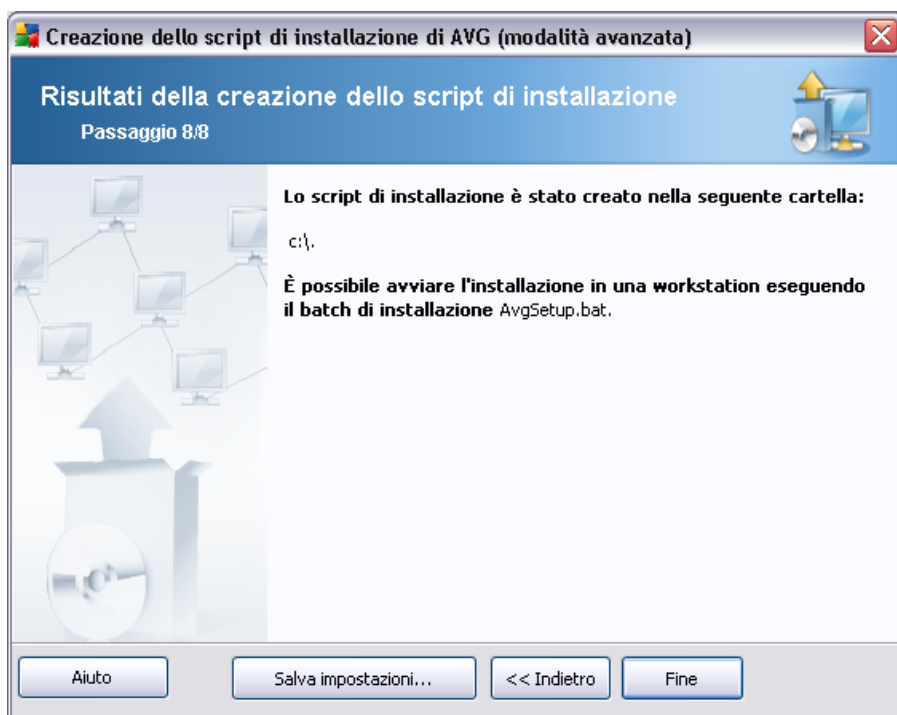 Creazione dello script di installazione di AVG (modalità avanzata)
Risultati della creazione dello script di installazione
Passaggio 8/8
Lo script di installazione è stato creato nella seguente cartella:
c:\.
È possibile avviare l'installazione in una workstation eseguendo
il batch di installazione AvgSetup.bat.
Aiuto
Salva impostazioni...
<< Indietro
Fine